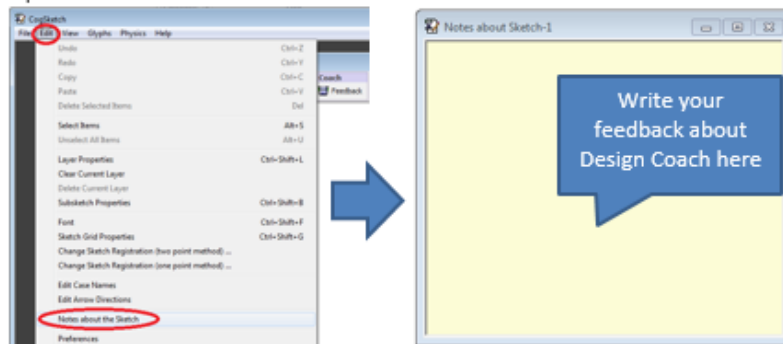 CogSketch
File Edit View Glyphs Physics Help
Undo Ctrl+Z
Redo Ctrl+Y
Copy Ctrl+C
Paste Ctrl+V
Delete Selected Items Del
Select Items Alt+S
Unselect All Items Alt+U
Layer Properties Ctrl+Shift+L
Clear Current Layer
Delete Current Layer
Subsketch Properties Ctrl+Shift+B
Font Ctrl+Shift+F
Sketch Grid Properties Ctrl+Shift+G
Change Sketch Registration (two point method) ...
Change Sketch Registration (one point method) ...
Edit Case Names
Edit Arrow Directions
Notes about the Sketch
Preferences
Coach
Feedback
Notes about Sketch-1
Write your
feedback about
Design Coach here